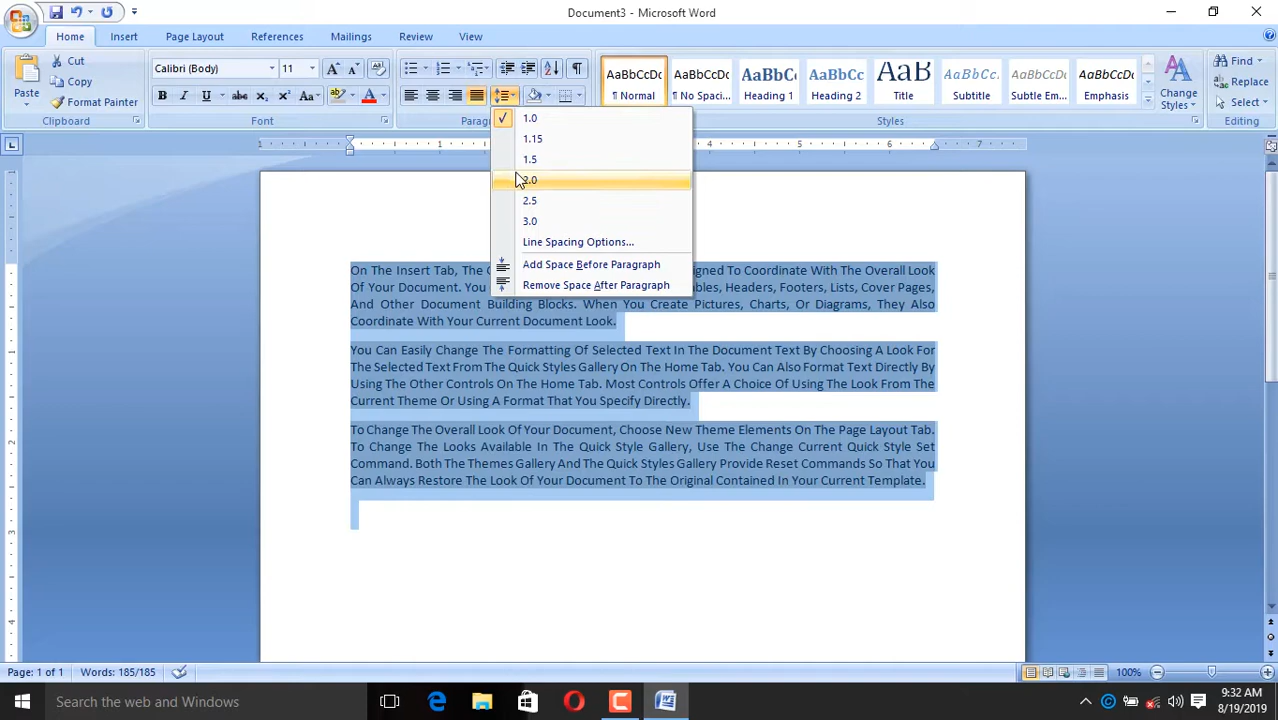 Document3 - Microsoft Word
Home Insert Page Layout References Mailings Review View
Paste Cut Copy Format Painter
Clipboard
Calibri (Body) 11
Font
Paragr
AaBbCcDc ¶ Normal
AaBbCcDc ¶ No Spaci...
AaBbCc Heading 1
AaBbCc Heading 2
AaB Title
AaBbCc. Subtitle
AaBbCcDc Subtle Em...
AaBbCcDc Emphasis
Change Styles
Styles
Find
Replace
Select
Editing
1.0
1.15
1.5
2.0
2.5
3.0
Line Spacing Options...
Add Space Before Paragraph
Remove Space After Paragraph
On The Insert Tab, The igned To Coordinate With The Overall Look
Of Your Document. You ables, Headers, Footers, Lists, Cover Pages,
And Other Document Building Blocks. When You Create Pictures, Charts, Or Diagrams, They Also
Coordinate With Your Current Document Look.
You Can Easily Change The Formatting Of Selected Text In The Document Text By Choosing A Look For
The Selected Text From The Quick Styles Gallery On The Home Tab. You Can Also Format Text Directly By
Using The Other Controls On The Home Tab. Most Controls Offer A Choice Of Using The Look From The
Current Theme Or Using A Format That You Specify Directly.
To Change The Overall Look Of Your Document, Choose New Theme Elements On The Page Layout Tab.
To Change The Looks Available In The Quick Style Gallery, Use The Change Current Quick Style Set
Command. Both The Themes Gallery And The Quick Styles Gallery Provide Reset Commands So That You
Can Always Restore The Look Of Your Document To The Original Contained In Your Current Template.
Page: 1 of 1 Words: 185/185 100%
Search the web and Windows
9:32 AM
8/19/2019